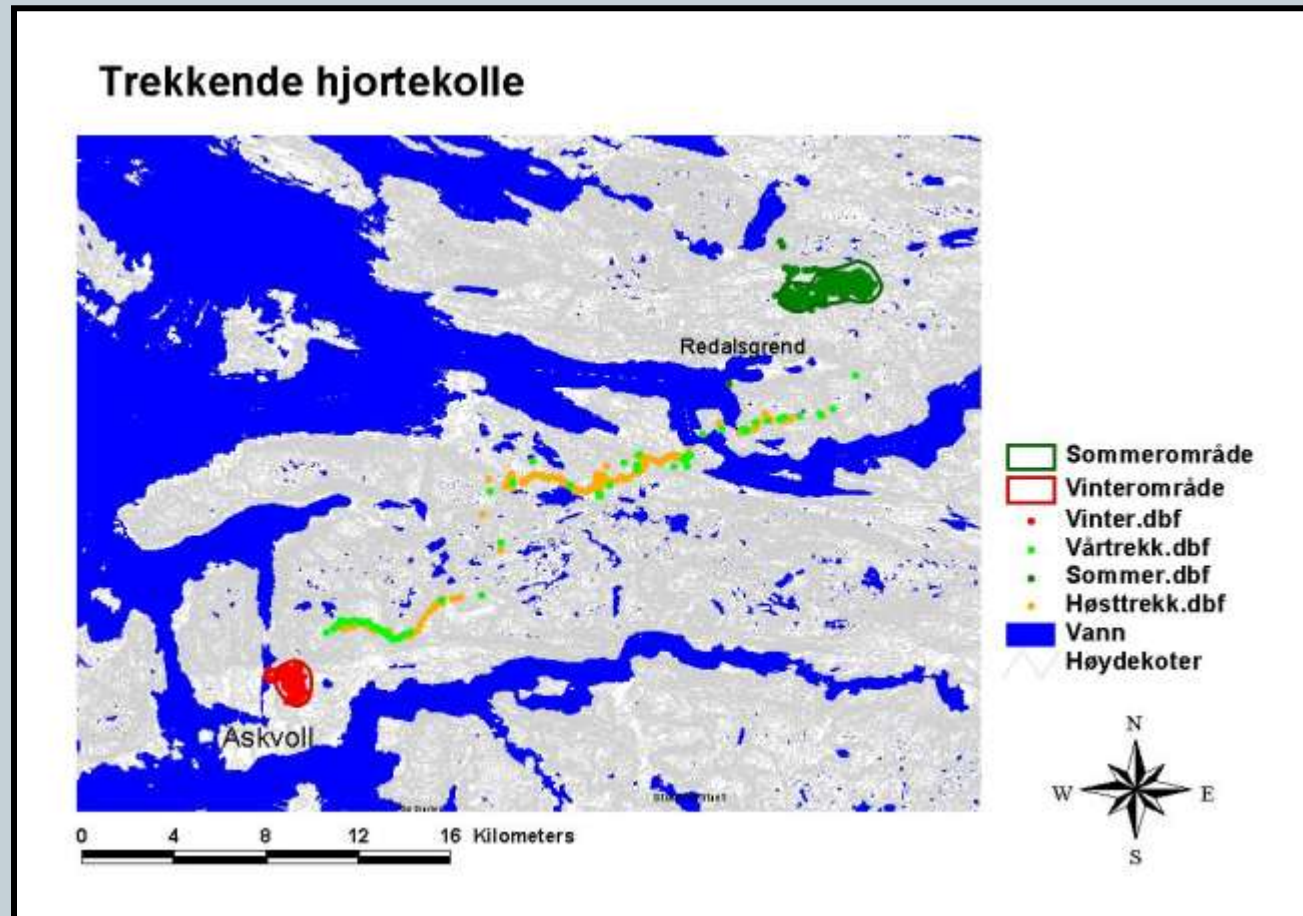 Trekkende hjortekolle
Redalsgrend
Askvoll
Sommerområde
Vinterområde
Vinter.dbf
Vårtrekk.dbf
Sommer.dbf
Høsttrekk.dbf
Vann
Høydekoter
N
W E
S
0 4 8 12 16 Kilometers